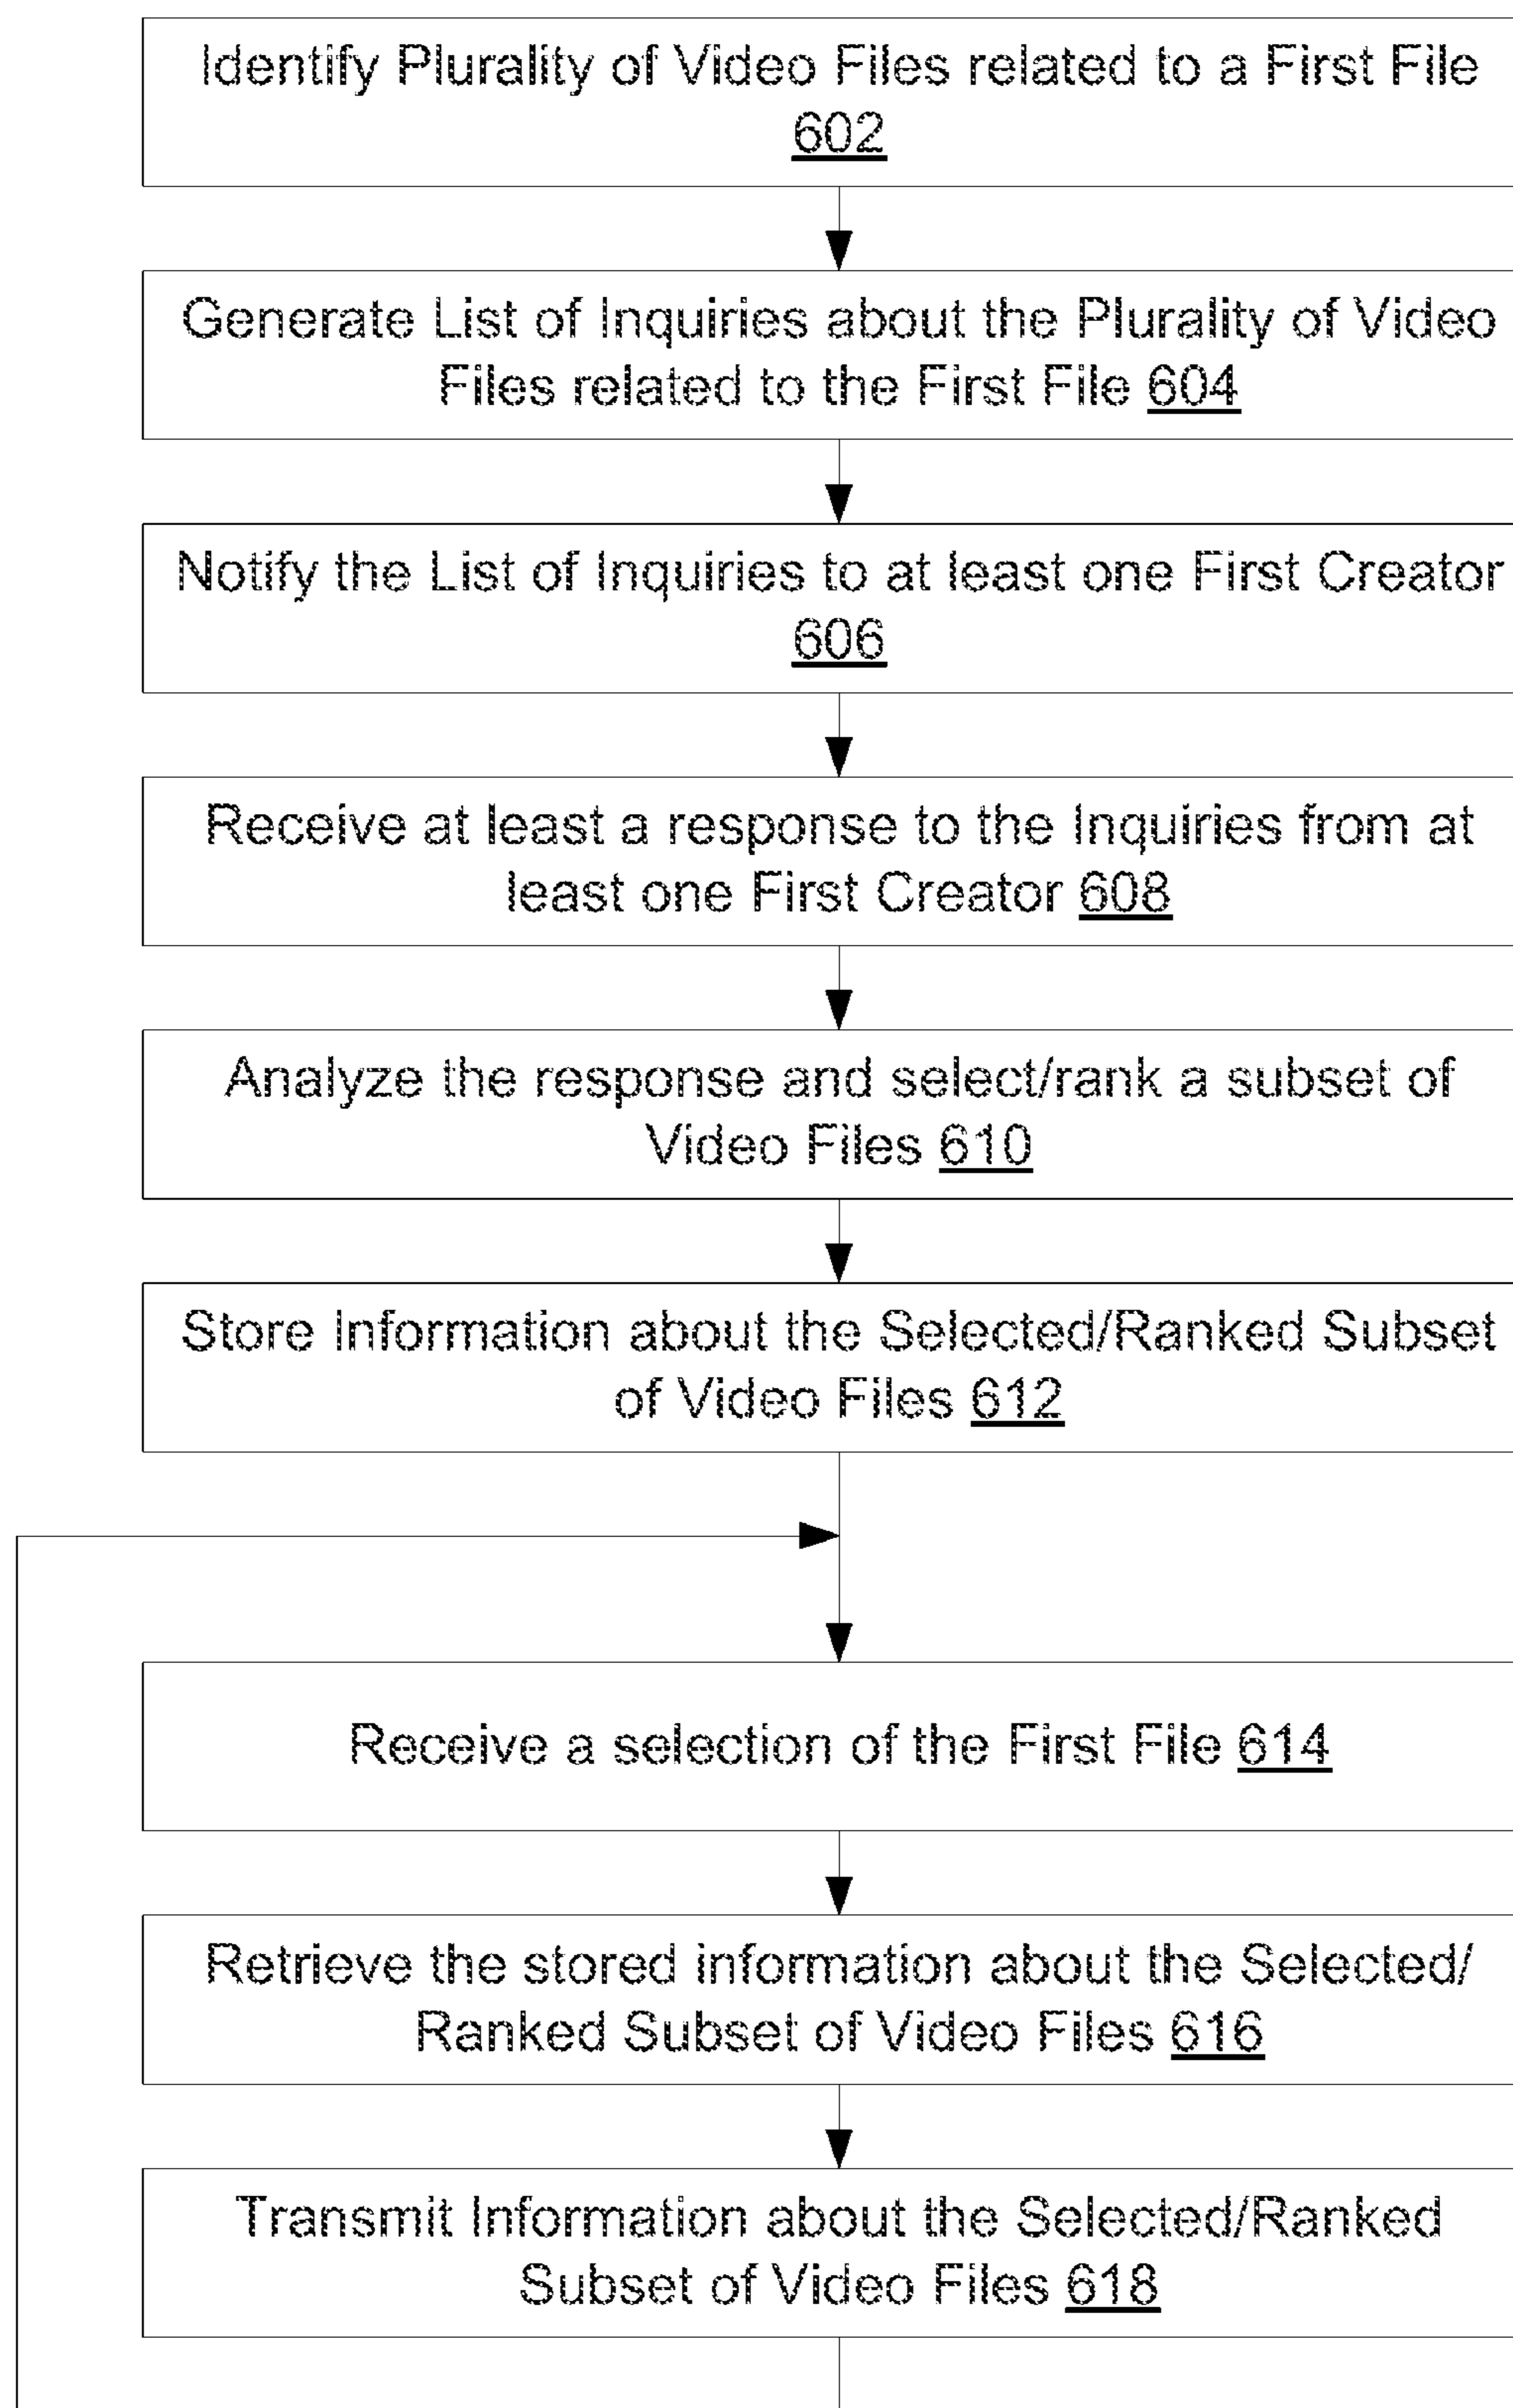 Identify Plurality of Video Files related to a First File
602
Generate List of Inquiries about the Plurality of Video
Files related to the First File 604
Notify the List of Inquiries to at least one First Creator
606
Receive at least a response to the Inquiries from at
least one First Creator 608
Analyze the response and select/rank a subset of
Video Files 610
Store Information about the Selected/Ranked Subset
of Video Files 612
Receive a selection of the First File 614
Retrieve the stored information about the Selected/
Ranked Subset of Video Files 616
Transmit Information about the Selected/Ranked
Subset of Video Files 618